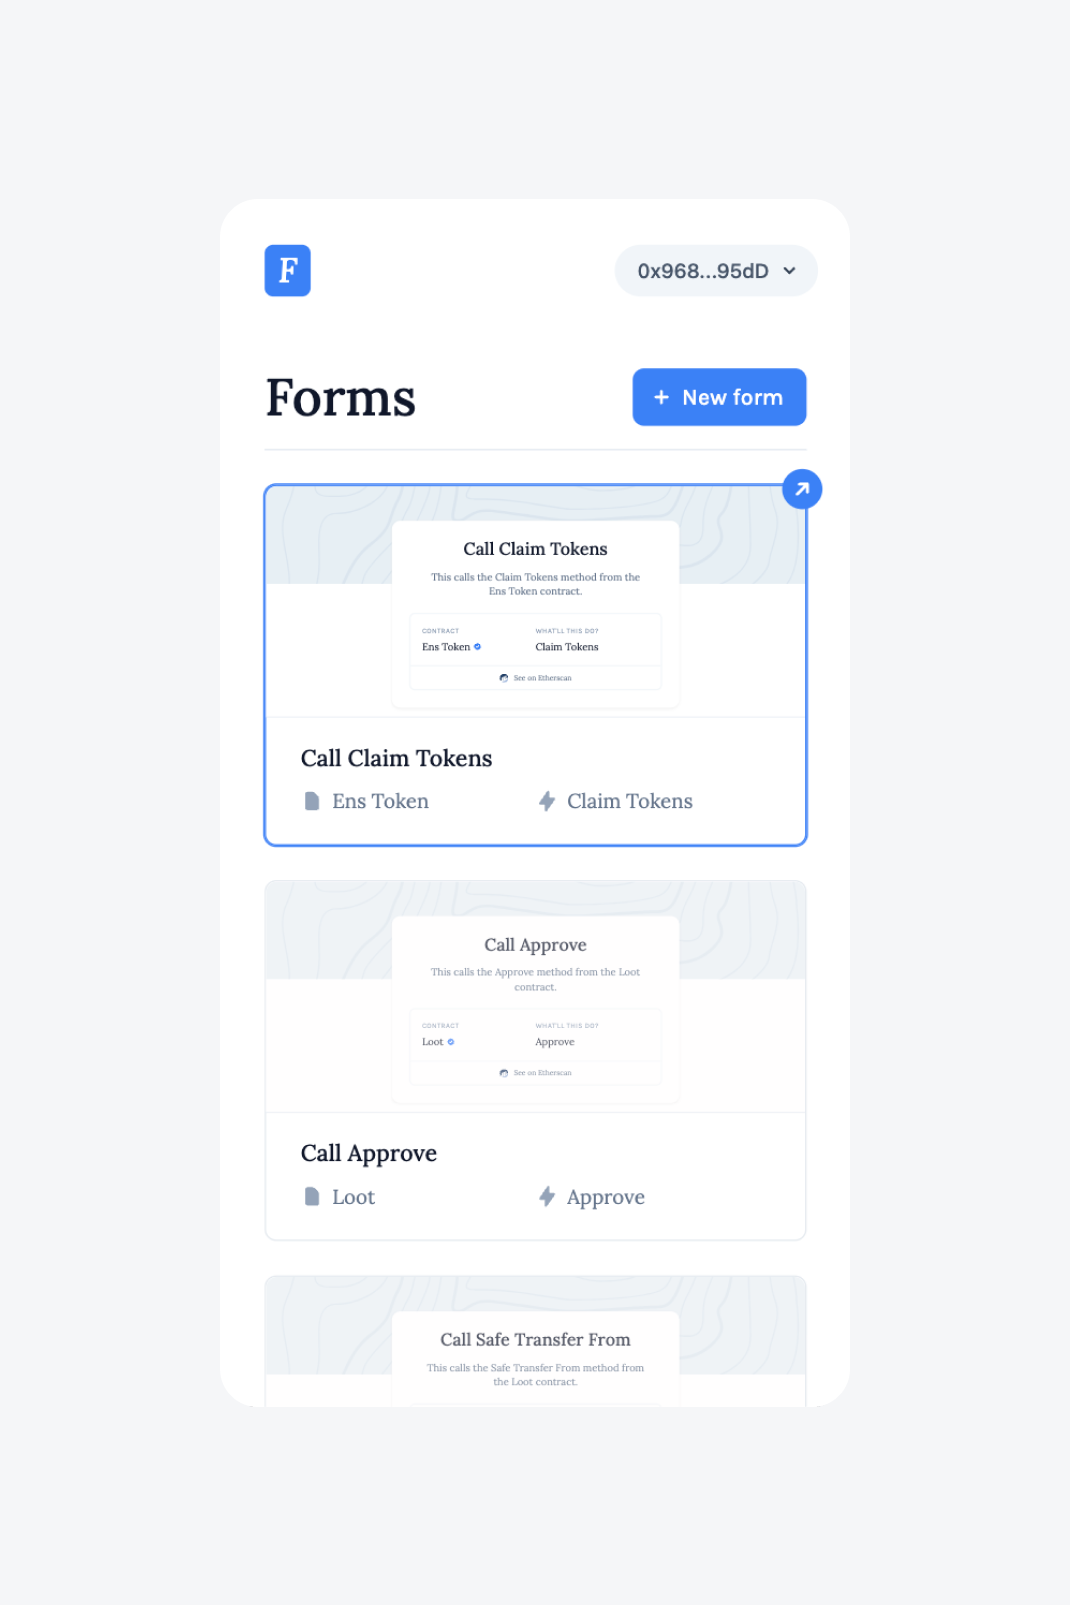 F
0x968...95dD
Forms
+ New form
Call Claim Tokens
This calls the Claim Tokens method from the
Ens Token contract.
CONTRACT
WHAT'LL THIS DO?
Ens Token
Claim Tokens
See on Etherscan
Call Claim Tokens
Ens Token
Claim Tokens
Call Approve
This calls the Approve method from the Loot
contract.
CONTRACT
WHAT'LL THIS DO?
Loot
Approve
See on Etherscan
Call Approve
Loot
Approve
Call Safe Transfer From
This calls the Safe Transfer From method from
the Loot contract.